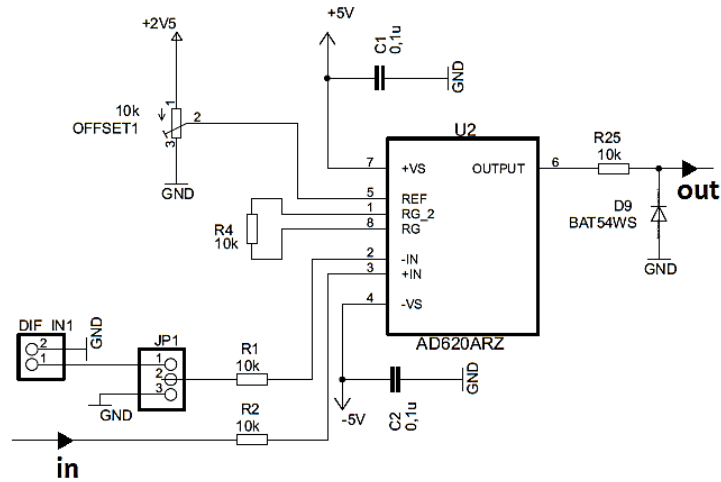 +2V5
+5V
C1
0,1u
GND
10k
OFFSET1
1
2
3
GND
U2
7
+VS
OUTPUT
6
R25
10k
out
5
REF
1
RG_2
8
RG
R4
10k
2
-IN
3
+IN
4
-VS
AD620ARZ
D9
BAT54WS
GND
DIF IN1
2
1
GND
JP1
1
2
3
GND
R1
10k
R2
10k
in
-5V
C2
0,1u
GND